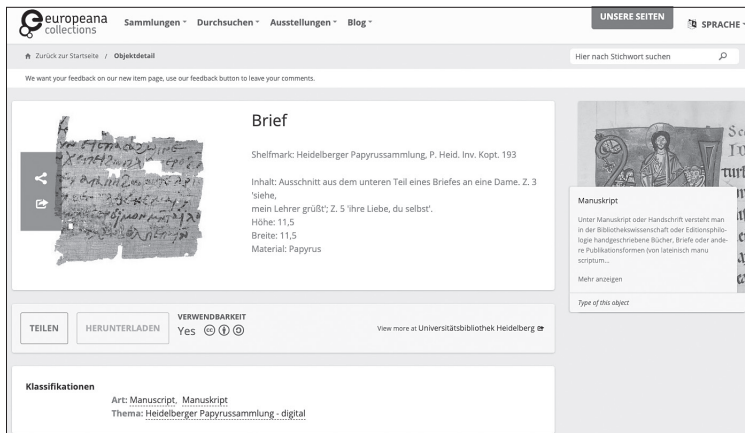 europeana
collections
Sammlungen
Durchsuchen
Ausstellungen
Blog
UNSERE SEITEN
SPRACHE
Zurück zur Startseite / Objektdetail
Hier nach Stichwort suchen
We want your feedback on our new item page, use our feedback button to leave your comments.
Brief
Shelfmark: Heidelberger Papyrussammlung, P. Heid. Inv. Kopt. 193
Inhalt: Ausschnitt aus dem unteren Teil eines Briefes an eine Dame. Z. 3
'siehe,
mein Lehrer grüßt'; Z. 5 'ihre Liebe, du selbst'.
Höhe: 11,5
Breite: 11,5
Material: Papyrus
Manuskript
Unter Manuskript oder Handschrift versteht man
in der Bibliothekswissenschaft oder Editionsphilo-
logie handgeschriebene Bücher, Briefe oder ande-
re Publikationsformen (von lateinisch manu
scriptum...
Mehr anzeigen
Type of this object
TEILEN
HERUNTERLADEN
VERWENDBARKEIT
Yes
View more at Universitätsbibliothek Heidelberg
Klassifikationen
Art: Manuscript, Manuskript
Thema: Heidelberger Papyrussammlung - digital